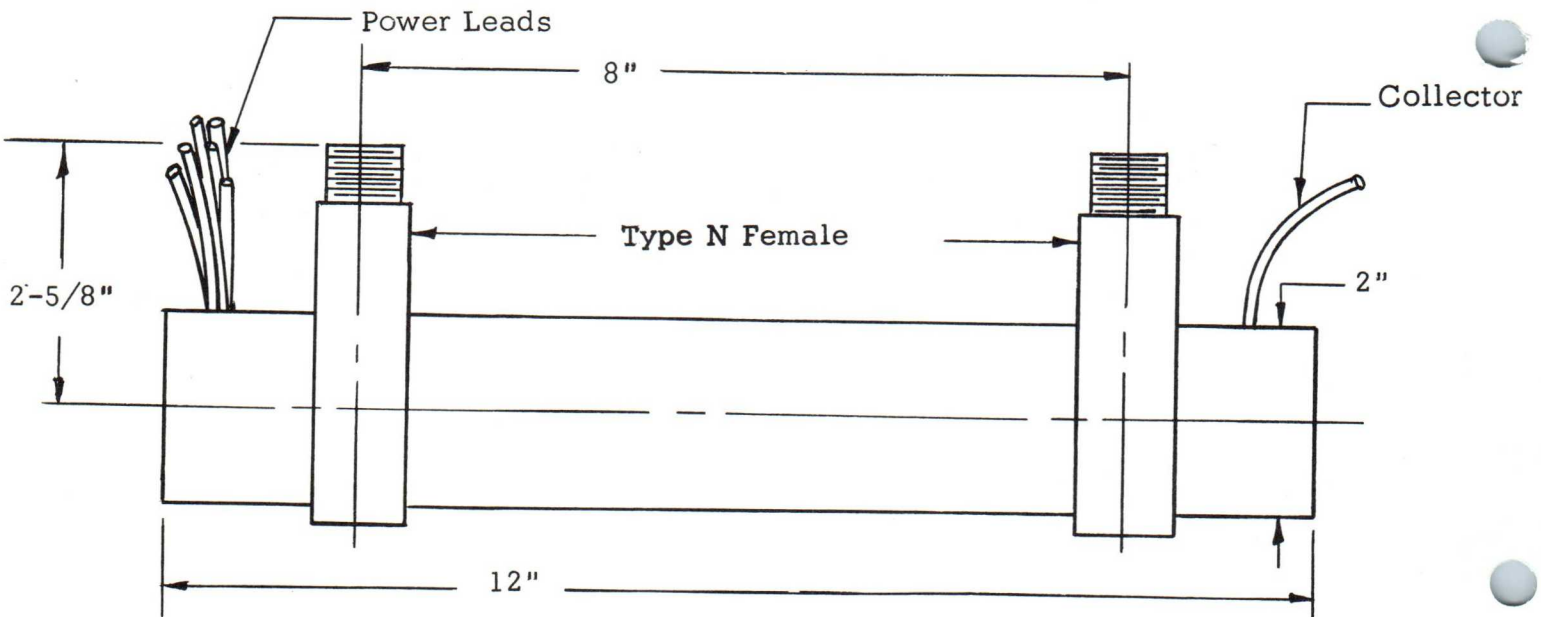 Power Leads
8"
Collector
Type N Female
2-5/8"
2"
12"